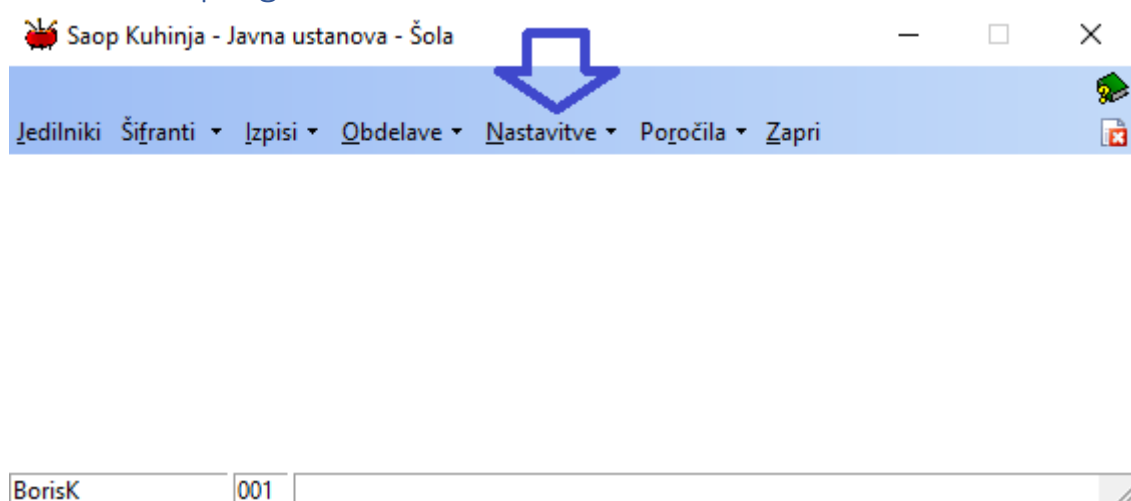 Saop Kuhinja - Javna ustanova - Šola
Jedilniki Šifranti Izpisi Obdelave Nastavitve Poročila Zapri
BorisK 001